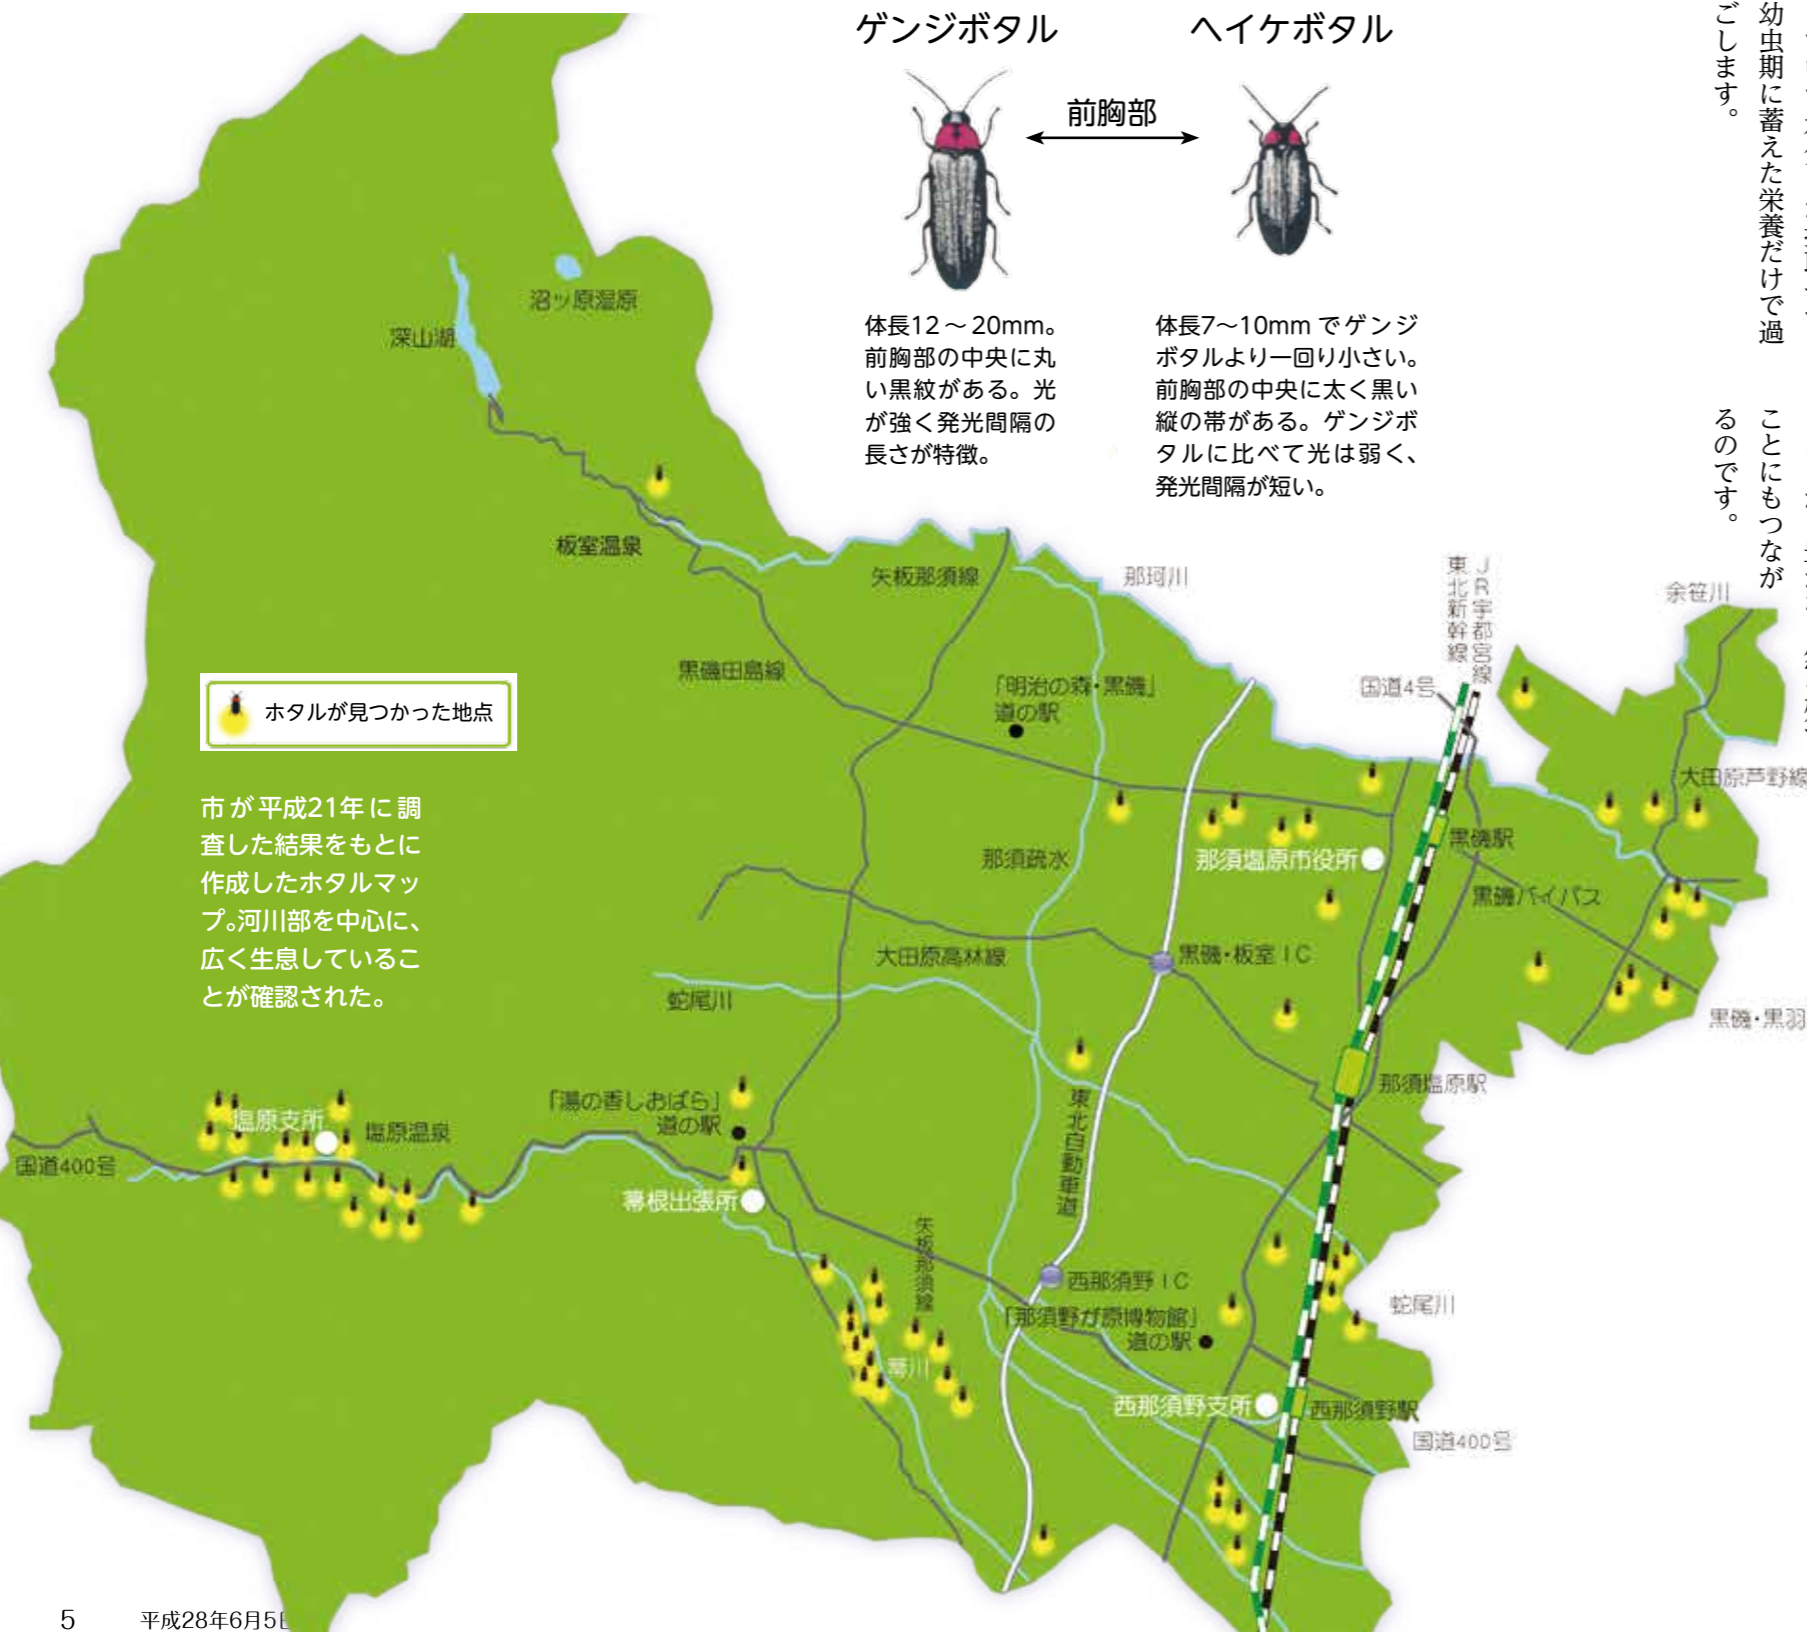 幼虫期に蓄えた栄養だけで過
ごします。
ことにもつなが
るのです。
ゲンジボタル
ヘイケボタル
前胸部
体長12～20mm。
前胸部の中央に丸
い黒紋がある。光
が強く発光間隔の
長さが特徴。
体長7～10mmでゲンジ
ボタルより一回り小さい。
前胸部の中央に太く黒い
縦の帯がある。ゲンジボ
タルに比べて光は弱く、
発光間隔が短い。
沼ッ原湿原
深山湖
板室温泉
矢板那須線
那珂川
JR宇都宮線
東北新幹線
余笹川
黒磯田島線
「明治の森・黒磯」
道の駅
国道4号
ホタルが見つかった地点
大田原芦野線
市が平成21年に調
査した結果をもとに
作成したホタルマッ
プ。河川部を中心に、
広く生息しているこ
とが確認された。
那須疏水
那須塩原市役所
黒磯駅
黒磯バイパス
大田原高林線
黒磯・板室IC
蛇尾川
黒磯・黒羽
那須塩原駅
「湯の香しおばら」
道の駅
東北自動車道
塩原支所
塩原温泉
国道400号
箒根出張所
矢板那須線
西那須野IC
「那須野が原博物館」
道の駅
蛇尾川
箒川
西那須野支所
西那須野駅
国道400号
5
平成28年6月5日